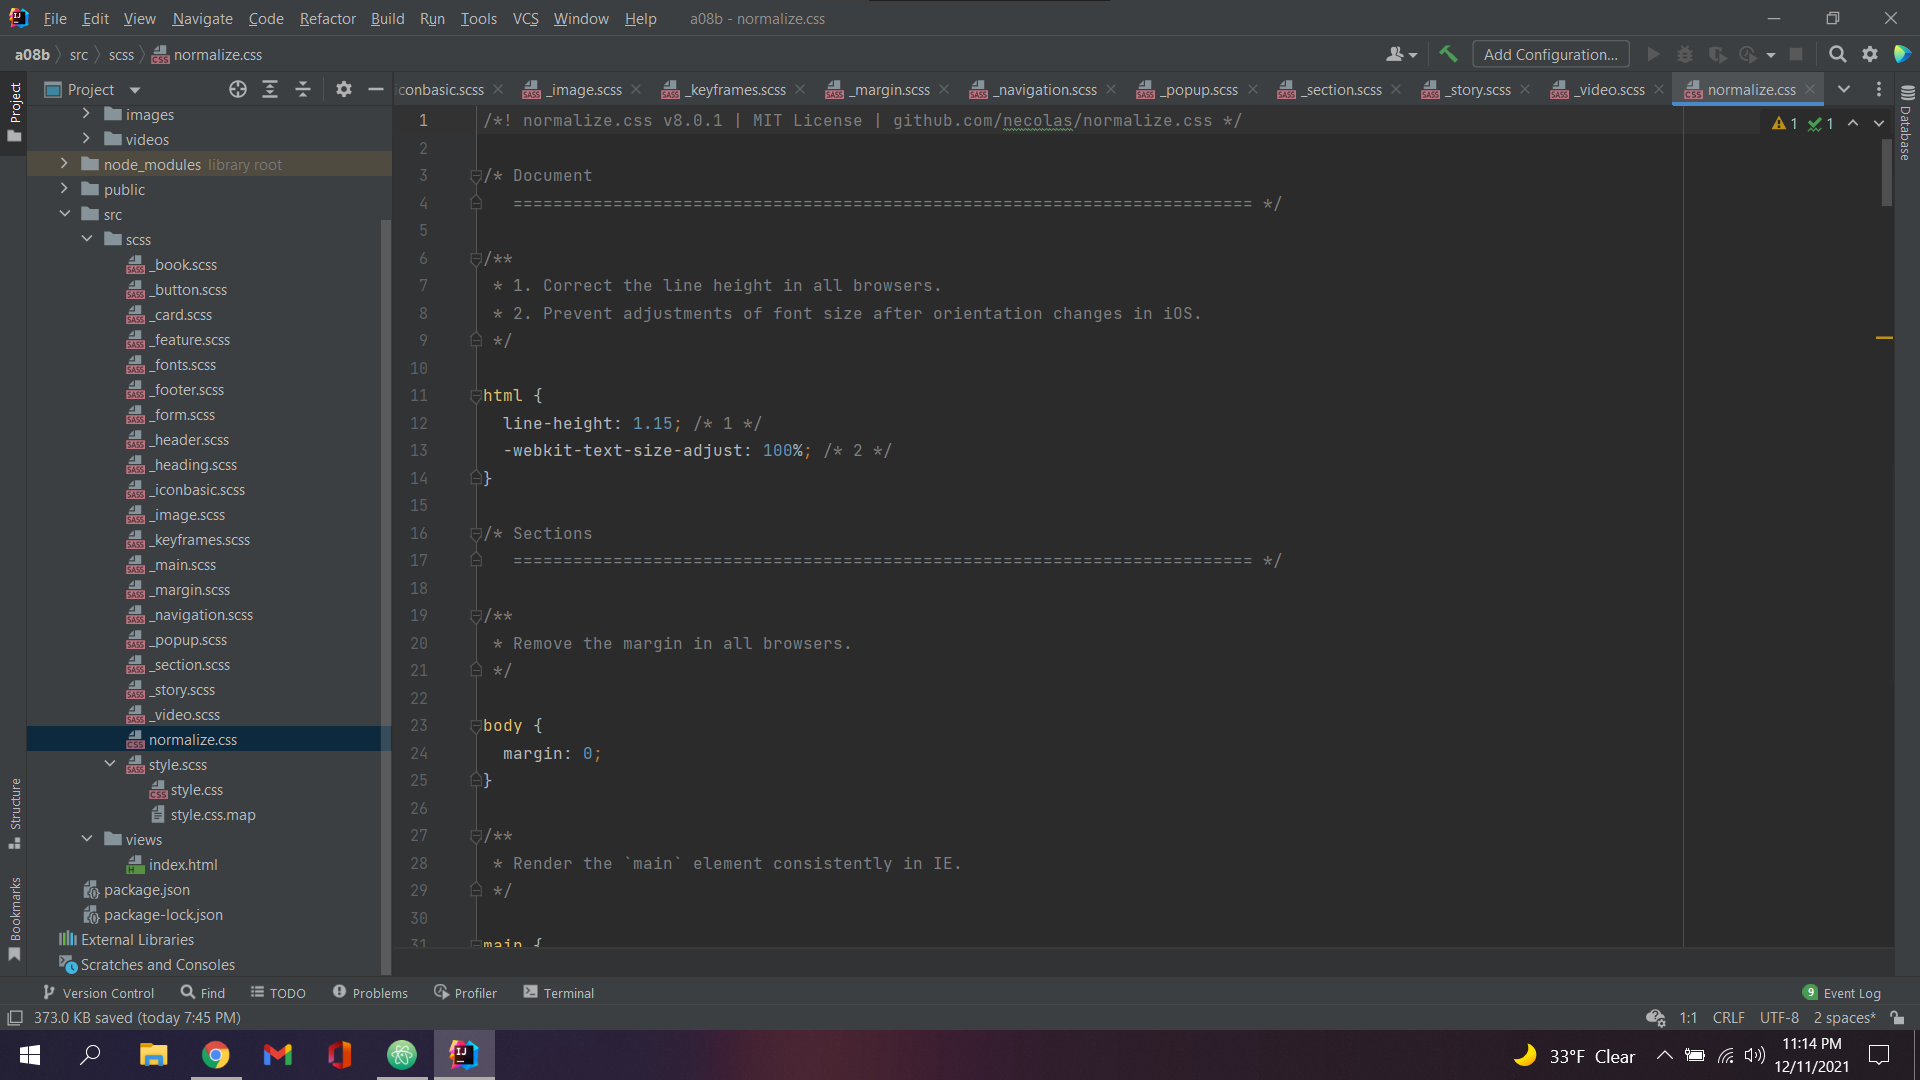 File Edit View Navigate Code Refactor Build Run Tools VCS Window Help a08b - normalize.css
a08b src scss normalize.css Add Configuration...
Project
conbasic.scss _image.scss _keyframes.scss _margin.scss _navigation.scss _popup.scss _section.scss _story.scss _video.scss normalize.css
Project
Structure
Bookmarks
Database
images
videos
node_modules library root
public
src
scss
_book.scss
_button.scss
_card.scss
_feature.scss
_fonts.scss
_footer.scss
_form.scss
_header.scss
_heading.scss
_iconbasic.scss
_image.scss
_keyframes.scss
_main.scss
_margin.scss
_navigation.scss
_popup.scss
_section.scss
_story.scss
_video.scss
normalize.css
style.scss
style.css
style.css.map
views
index.html
package.json
package-lock.json
External Libraries
Scratches and Consoles
1 /*! normalize.css v8.0.1 | MIT License | github.com/necolas/normalize.css */
1 1
2
3 /* Document
4 ========================================================================== */
5
6 /**
7 * 1. Correct the line height in all browsers.
8 * 2. Prevent adjustments of font size after orientation changes in iOS.
9 */
10
11 html {
12 line-height: 1.15; /* 1 */
13 -webkit-text-size-adjust: 100%; /* 2 */
14 }
15
16 /* Sections
17 ========================================================================== */
18
19 /**
20 * Remove the margin in all browsers.
21 */
22
23 body {
24 margin: 0;
25 }
26
27 /**
28 * Render the `main` element consistently in IE.
29 */
30
31 main {
Version Control Find TODO Problems Profiler Terminal 9 Event Log
373.0 KB saved (today 7:45 PM) 1:1 CRLF UTF-8 2 spaces*
33°F Clear 11:14 PM
12/11/2021